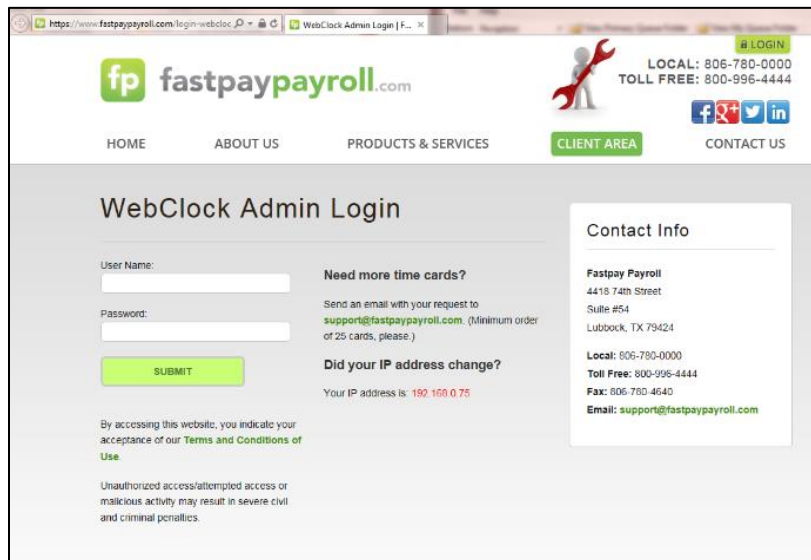 https://www.fastpaypayroll.com/login-webcloc
WebClock Admin Login | F...
LOGIN
LOCAL: 806-780-0000
TOLL FREE: 800-996-4444
fp fastpaypayroll.com
HOME ABOUT US PRODUCTS & SERVICES CLIENT AREA CONTACT US
WebClock Admin Login
User Name:
Password:
SUBMIT
By accessing this website, you indicate your
acceptance of our Terms and Conditions of
Use.
Unauthorized access/attempted access or
malicious activity may result in severe civil
and criminal penalties.
Need more time cards?
Send an email with your request to
support@fastpaypayroll.com. (Minimum order
of 25 cards, please.)
Did your IP address change?
Your IP address is: 192.168.0.75
Contact Info
Fastpay Payroll
4418 74th Street
Suite #54
Lubbock, TX 79424
Local: 806-780-0000
Toll Free: 800-996-4444
Fax: 806-780-4640
Email: support@fastpaypayroll.com